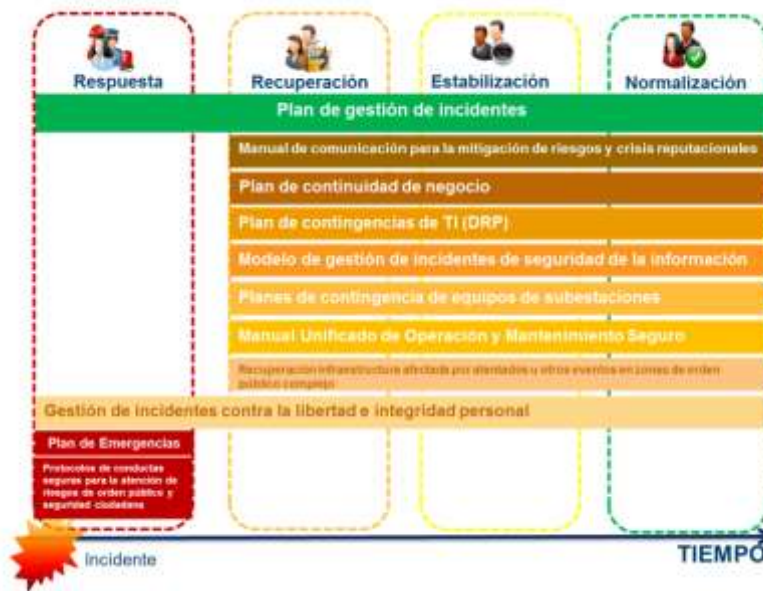 Respuesta
Recuperación
Estabilización
Normalización
Plan de gestión de incidentes
Manual de comunicación para la mitigación de riesgos y crisis reputacionales
Plan de continuidad de negocio
Plan de contingencias de TI (DRP)
Modelo de gestión de incidentes de seguridad de la información
Planes de contingencia de equipos de subestaciones
Manual Unificado de Operación y Mantenimiento Seguro
Recuperación infraestructura afectada por atentados u otros eventos en zonas de orden
público complejo
Gestión de incidentes contra la libertad e integridad personal
Plan de Emergencias
Protocolos de conductas
seguras para la atención de
riesgos de orden público y
seguridad ciudadana
Incidente
TIEMPO